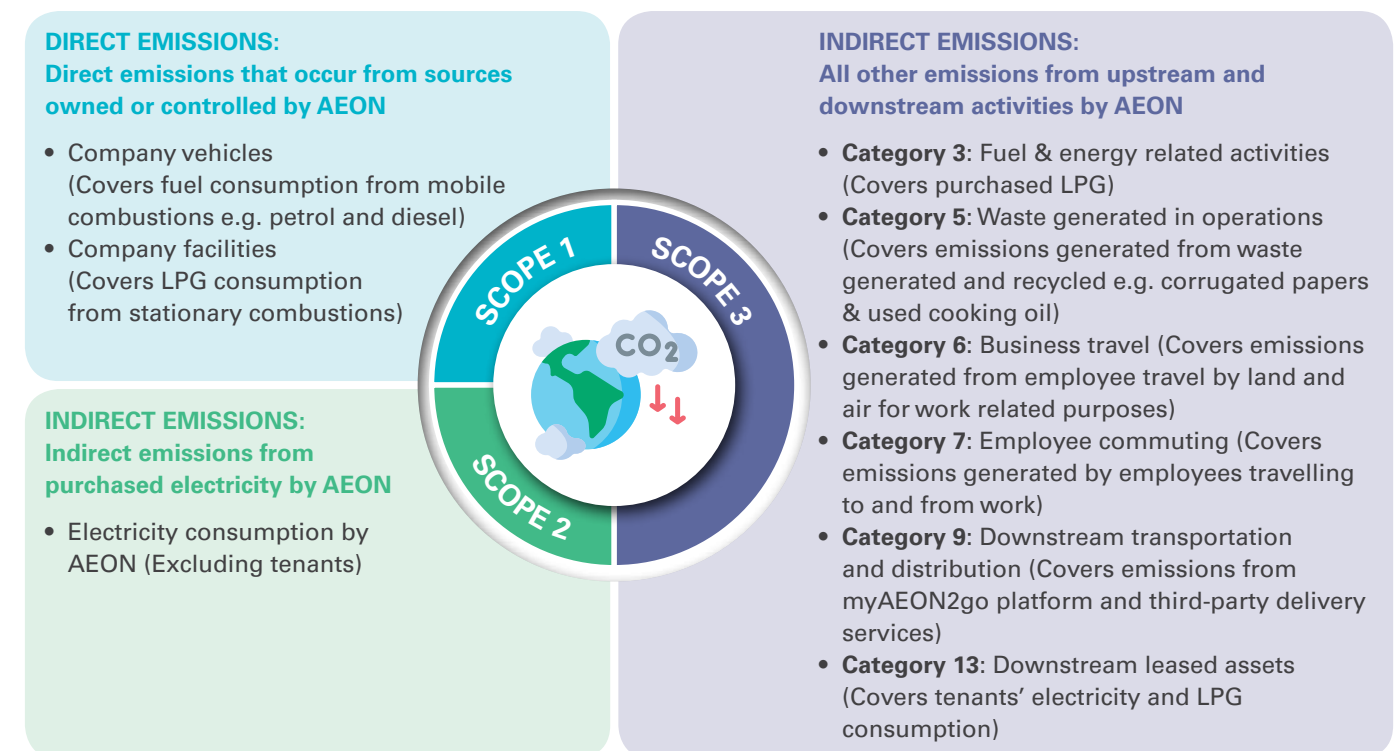 DIRECT EMISSIONS:
Direct emissions that occur from sources
owned or controlled by AEON
• Company vehicles
(Covers fuel consumption from mobile
combustions e.g. petrol and diesel)
• Company facilities
(Covers LPG consumption
from stationary combustions)
INDIRECT EMISSIONS:
Indirect emissions from
purchased electricity by AEON
• Electricity consumption by
AEON (Excluding tenants)
SCOPE 1
SCOPE 2
SCOPE 3
CO2
INDIRECT EMISSIONS:
All other emissions from upstream and
downstream activities by AEON
• Category 3: Fuel & energy related activities
(Covers purchased LPG)
• Category 5: Waste generated in operations
(Covers emissions generated from waste
generated and recycled e.g. corrugated papers
& used cooking oil)
• Category 6: Business travel (Covers emissions
generated from employee travel by land and
air for work related purposes)
• Category 7: Employee commuting (Covers
emissions generated by employees travelling
to and from work)
• Category 9: Downstream transportation
and distribution (Covers emissions from
myAEON2go platform and third-party delivery
services)
• Category 13: Downstream leased assets
(Covers tenants’ electricity and LPG
consumption)